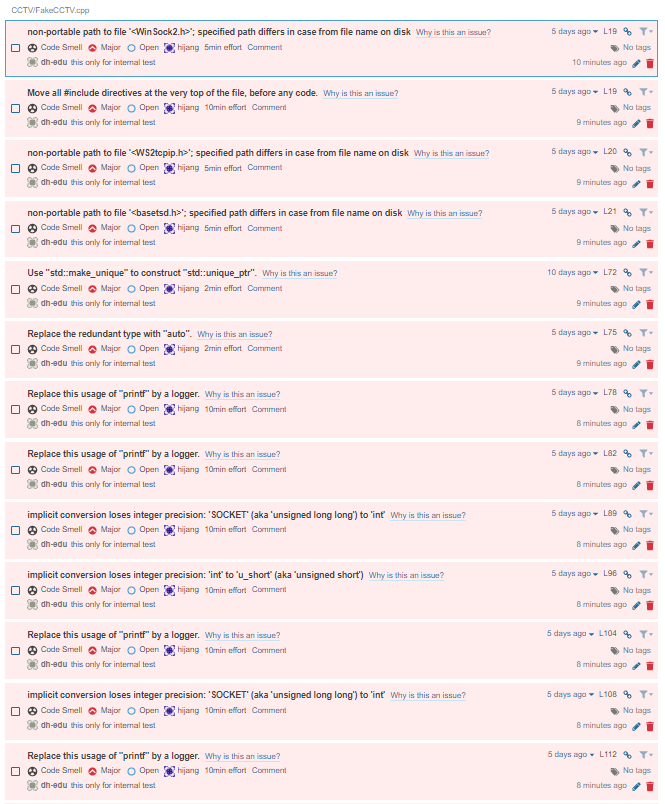 CCTV/FakeCCTV.cpp
non-portable path to file '<WinSock2.h>'; specified path differs in case from file name on disk Why is this an issue? 5 days ago L19
Code Smell Major Open hijang 5min effort Comment No tags
dh-edu this only for internal test 10 minutes ago
Move all #include directives at the very top of the file, before any code. Why is this an issue? 5 days ago L19
Code Smell Major Open hijang 10min effort Comment No tags
dh-edu this only for internal test 9 minutes ago
non-portable path to file '<WS2tcpip.h>'; specified path differs in case from file name on disk Why is this an issue? 5 days ago L20
Code Smell Major Open hijang 5min effort Comment No tags
dh-edu this only for internal test 9 minutes ago
non-portable path to file '<basetsd.h>'; specified path differs in case from file name on disk Why is this an issue? 5 days ago L21
Code Smell Major Open hijang 5min effort Comment No tags
dh-edu this only for internal test 9 minutes ago
Use "std::make_unique" to construct "std::unique_ptr". Why is this an issue? 10 days ago L72
Code Smell Major Open hijang 2min effort Comment No tags
dh-edu this only for internal test 9 minutes ago
Replace the redundant type with "auto". Why is this an issue? 5 days ago L75
Code Smell Major Open hijang 2min effort Comment No tags
dh-edu this only for internal test 9 minutes ago
Replace this usage of "printf" by a logger. Why is this an issue? 5 days ago L78
Code Smell Major Open hijang 10min effort Comment No tags
dh-edu this only for internal test 8 minutes ago
Replace this usage of "printf" by a logger. Why is this an issue? 5 days ago L82
Code Smell Major Open hijang 10min effort Comment No tags
dh-edu this only for internal test 8 minutes ago
implicit conversion loses integer precision: 'SOCKET' (aka 'unsigned long long') to 'int' Why is this an issue? 5 days ago L89
Code Smell Major Open hijang 10min effort Comment No tags
dh-edu this only for internal test 8 minutes ago
implicit conversion loses integer precision: 'int' to 'u_short' (aka 'unsigned short') Why is this an issue? 5 days ago L96
Code Smell Major Open hijang 10min effort Comment No tags
dh-edu this only for internal test 8 minutes ago
Replace this usage of "printf" by a logger. Why is this an issue? 5 days ago L104
Code Smell Major Open hijang 10min effort Comment No tags
dh-edu this only for internal test 8 minutes ago
implicit conversion loses integer precision: 'SOCKET' (aka 'unsigned long long') to 'int' Why is this an issue? 5 days ago L108
Code Smell Major Open hijang 10min effort Comment No tags
dh-edu this only for internal test 8 minutes ago
Replace this usage of "printf" by a logger. Why is this an issue? 5 days ago L112
Code Smell Major Open hijang 10min effort Comment No tags
dh-edu this only for internal test 8 minutes ago